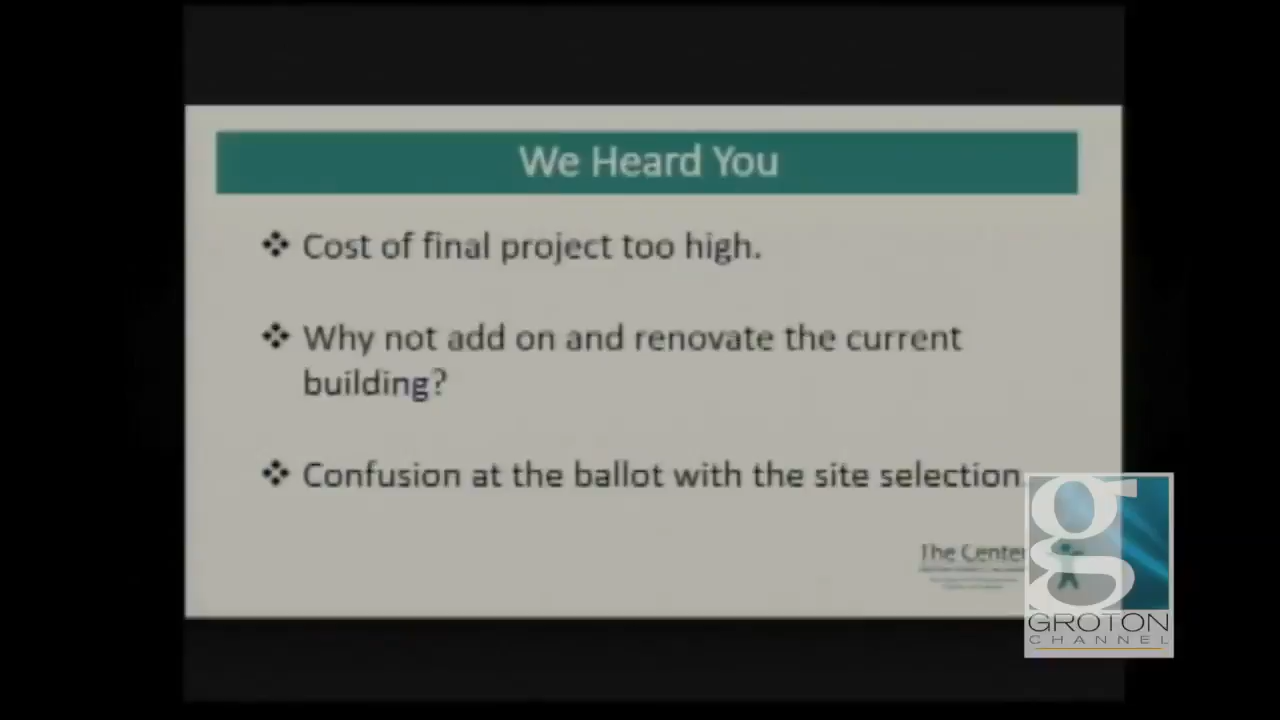 We Heard You
❖ Cost of final project too high.
❖ Why not add on and renovate the current
building?
❖ Confusion at the ballot with the site selection.
The Center
g
GROTON
CHANNEL